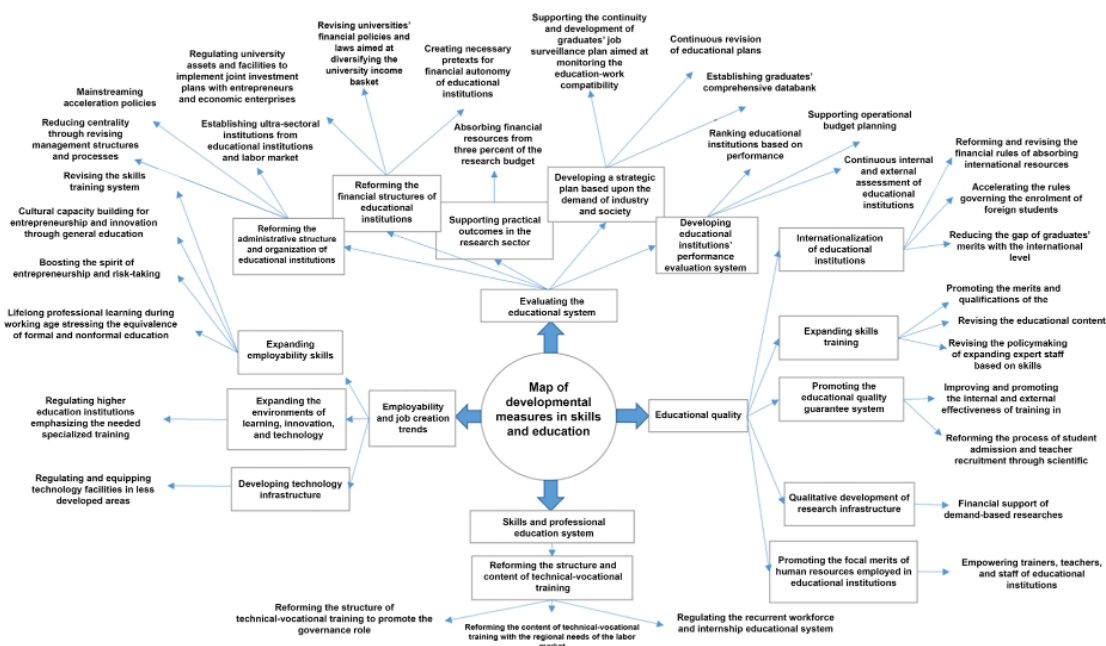 Supporting the continuity
and development of
graduates' job
surveillance plan aimed at
monitoring the
education-work
compatibility
Revising universities'
financial policies and
laws aimed at
diversifying the
university income
basket
Continuous revision of
educational plans
Creating necessary
pretexts for
financial autonomy
of educational
institutions
Regulating university
assets and facilities to
implement joint investment
plans with entrepreneurs
and economic enterprises
Establishing graduates'
comprehensive databank
Mainstreaming
acceleration policies
Supporting operational
budget planning
Reducing centrality
through revising
management structures
and processes
Establishing ultra-sectoral
institutions from
educational institutions
and labor market
Absorbing financial
resources from
three percent of the
research budget
Ranking educational
institutions based on
performance
Continuous internal
and external
assessment of
educational institutions
Reforming and revising the
financial rules of absorbing
international resources
Revising the skills
training system
Reforming the
financial structures of
educational
institutions
Developing a strategic
plan based upon the
demand of industry
and society
Accelerating the rules
governing the enrolment of
foreign students
Cultural capacity building for
entrepreneurship and innovation
through general education
Reforming the
administrative structure
and organization of
educational institutions
Supporting practical
outcomes in the
research sector
Developing
educational
institutions'
performance
evaluation system
Internationalization
of educational
institutions
Reducing the gap of graduates'
merits with the international
level
Boosting the spirit of
entrepreneurship and risk-taking
Evaluating the
educational system
Promoting the merits and
qualifications of the
Lifelong professional learning during
working age stressing the equivalence
of formal and nonformal education
Expanding
employability skills
Expanding skills
training
Revising the educational content
Revising the policymaking
of expanding expert staff
based on skills
Map of
developmental
measures in skills
and education
Regulating higher
education institutions
emphasizing the needed
specialized training
Expanding the
environments of
learning, innovation,
and technology
Employability
and job creation
trends
Educational quality
Promoting the
educational quality
guarantee system
Improving and promoting
the internal and external
effectiveness of training in
Reforming the process of student
admission and teacher
recruitment through scientific
Regulating and equipping
technology facilities in less
developed areas
Developing technology
infrastructure
Qualitative development of
research infrastructure
Financial support of
demand-based researches
Skills and professional
education system
Reforming the structure and
content of technical-vocational
training
Promoting the focal merits of
human resources employed in
educational institutions
Empowering trainers, teachers,
and staff of educational
institutions
Reforming the structure of
technical-vocational training to promote the
governance role
Reforming the content of technical-vocational
training with the regional needs of the labor
market
Regulating the recurrent workforce
and internship educational system